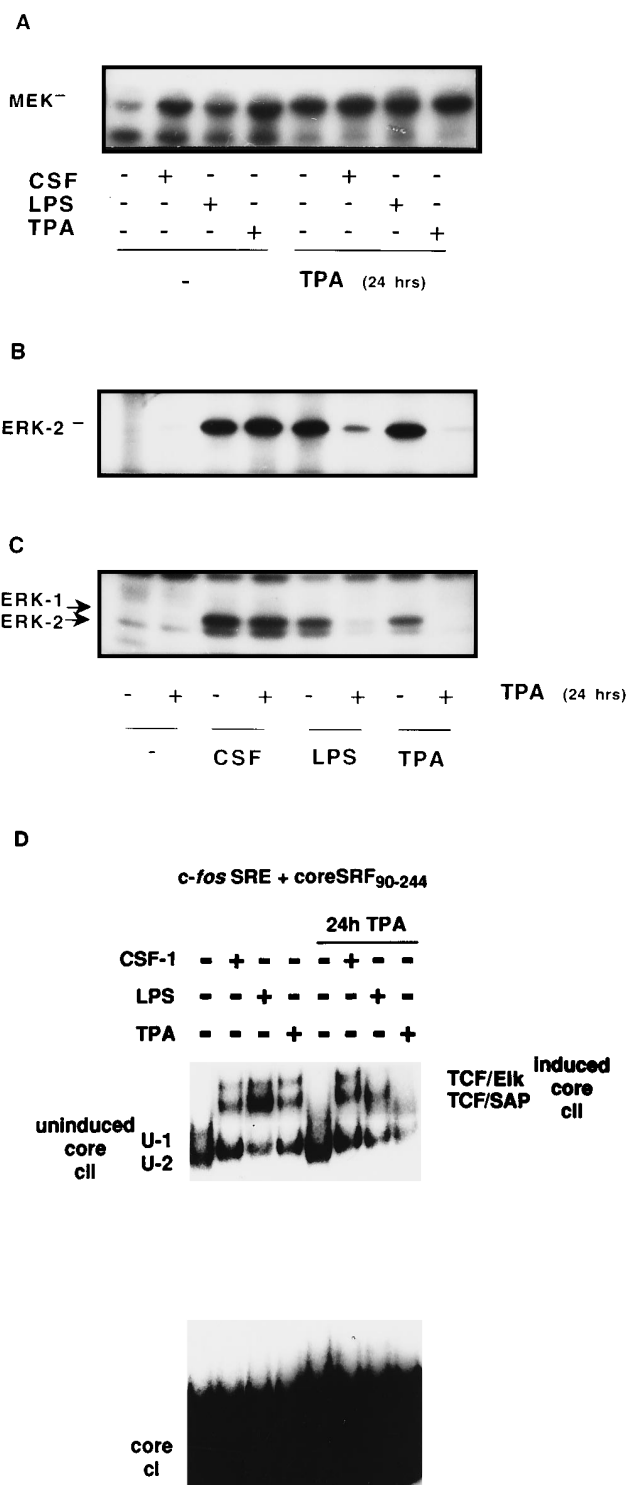 A
MEK –
CSF - + - - - + - -
LPS - - + - - - + -
TPA - - - + - - - +
- TPA (24 hrs)
B
ERK-2 –
C
ERK-1
ERK-2
- + - + - + - + TPA (24 hrs)
- CSF LPS TPA
D
c-fos SRE + coreSRF90-244
24h TPA
CSF-1 - + - - - + - -
LPS - - + - - - + -
TPA - - - + - - - +
TCF/Elk induced
TCF/SAP core
cII
uninduced U-1
core U-2
cII
core
cI